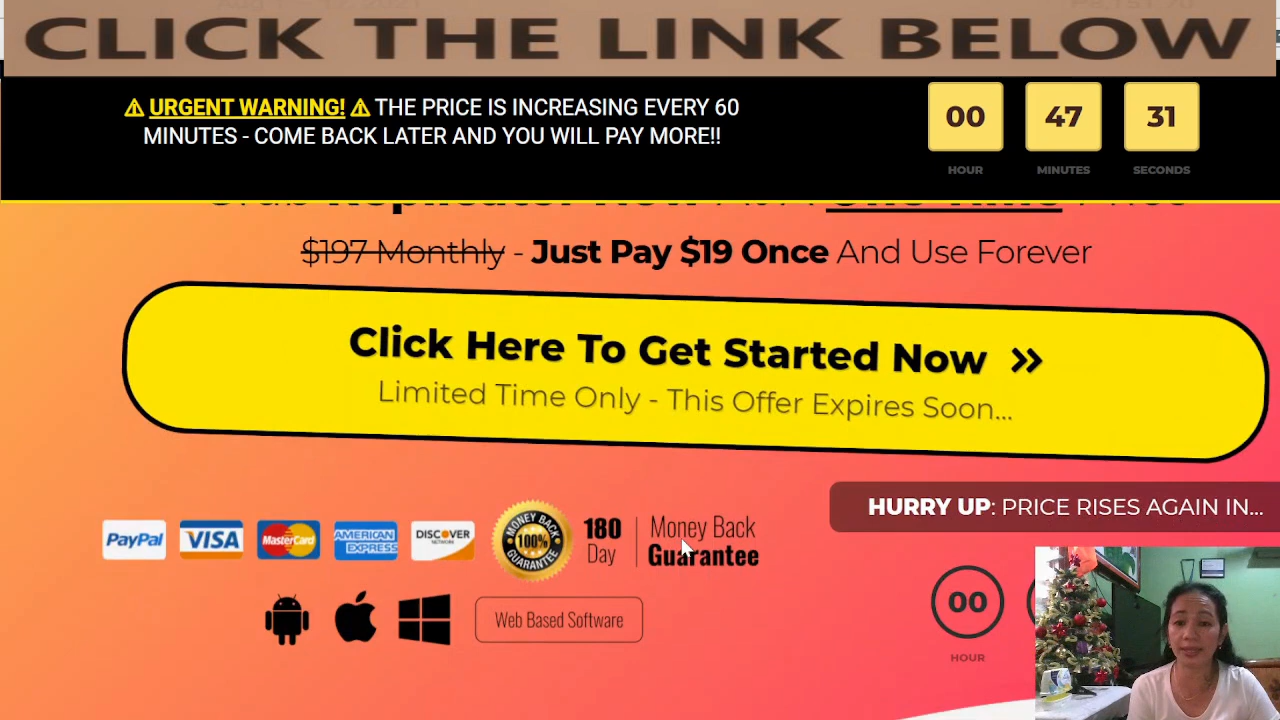 CLICK THE LINK BELOW
⚠ URGENT WARNING! ⚠ THE PRICE IS INCREASING EVERY 60
MINUTES - COME BACK LATER AND YOU WILL PAY MORE!!
00 47 31
HOUR MINUTES SECONDS
$197 Monthly - Just Pay $19 Once And Use Forever
Click Here To Get Started Now »
Limited Time Only - This Offer Expires Soon...
HURRY UP: PRICE RISES AGAIN IN...
PayPal VISA MasterCard AMERICAN EXPRESS DISCOVER NETWORK
MONEY BACK 100% GUARANTEE
180 Day
Money Back
Guarantee
Web Based Software
00
HOUR